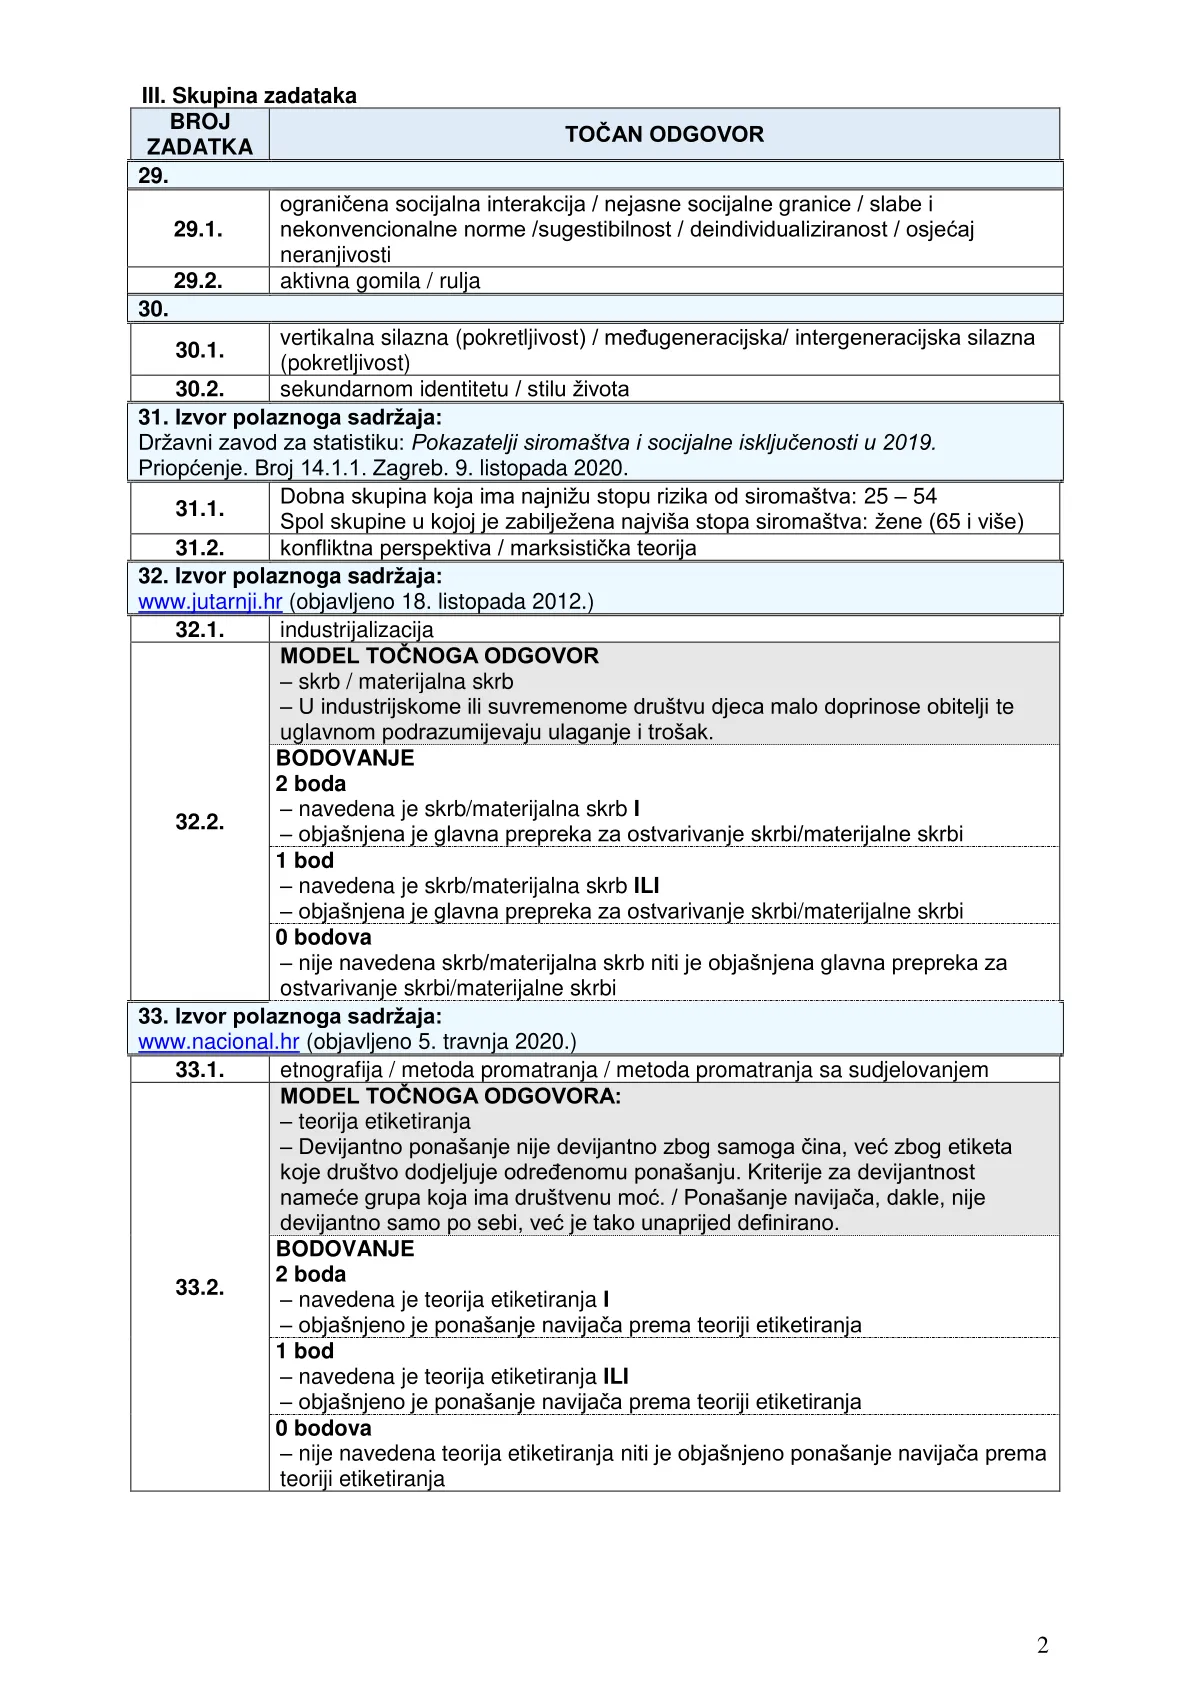 III. Skupina zadataka
BROJ
ZADATKA
TOČAN ODGOVOR
29.
29.1.
ograničena socijalna interakcija / nejasne socijalne granice / slabe i
nekonvencionalne norme /sugestibilnost / deindividualiziranost / osjećaj
neranjivosti
29.2.
aktivna gomila / rulja
30.
30.1.
vertikalna silazna (pokretljivost) / međugeneracijska/ intergeneracijska silazna
(pokretljivost)
30.2.
sekundarnom identitetu / stilu života
31. Izvor polaznoga sadržaja:
Državni zavod za statistiku: Pokazatelji siromaštva i socijalne isključenosti u 2019.
Priopćenje. Broj 14.1.1. Zagreb. 9. listopada 2020.
31.1.
Dobna skupina koja ima najnižu stopu rizika od siromaštva: 25 – 54
Spol skupine u kojoj je zabilježena najviša stopa siromaštva: žene (65 i više)
31.2.
konfliktna perspektiva / marksistička teorija
32. Izvor polaznoga sadržaja:
www.jutarnji.hr (objavljeno 18. listopada 2012.)
32.1.
industrijalizacija
32.2.
MODEL TOČNOGA ODGOVOR
– skrb / materijalna skrb
– U industrijskome ili suvremenome društvu djeca malo doprinose obitelji te
uglavnom podrazumijevaju ulaganje i trošak.
BODOVANJE
2 boda
– navedena je skrb/materijalna skrb I
– objašnjena je glavna prepreka za ostvarivanje skrbi/materijalne skrbi
1 bod
– navedena je skrb/materijalna skrb ILI
– objašnjena je glavna prepreka za ostvarivanje skrbi/materijalne skrbi
0 bodova
– nije navedena skrb/materijalna skrb niti je objašnjena glavna prepreka za
ostvarivanje skrbi/materijalne skrbi
33. Izvor polaznoga sadržaja:
www.nacional.hr (objavljeno 5. travnja 2020.)
33.1.
etnografija / metoda promatranja / metoda promatranja sa sudjelovanjem
33.2.
MODEL TOČNOGA ODGOVORA:
– teorija etiketiranja
– Devijantno ponašanje nije devijantno zbog samoga čina, već zbog etiketa
koje društvo dodjeljuje određenomu ponašanju. Kriterije za devijantnost
nameće grupa koja ima društvenu moć. / Ponašanje navijača, dakle, nije
devijantno samo po sebi, već je tako unaprijed definirano.
BODOVANJE
2 boda
– navedena je teorija etiketiranja I
– objašnjeno je ponašanje navijača prema teoriji etiketiranja
1 bod
– navedena je teorija etiketiranja ILI
– objašnjeno je ponašanje navijača prema teoriji etiketiranja
0 bodova
– nije navedena teorija etiketiranja niti je objašnjeno ponašanje navijača prema
teoriji etiketiranja
2